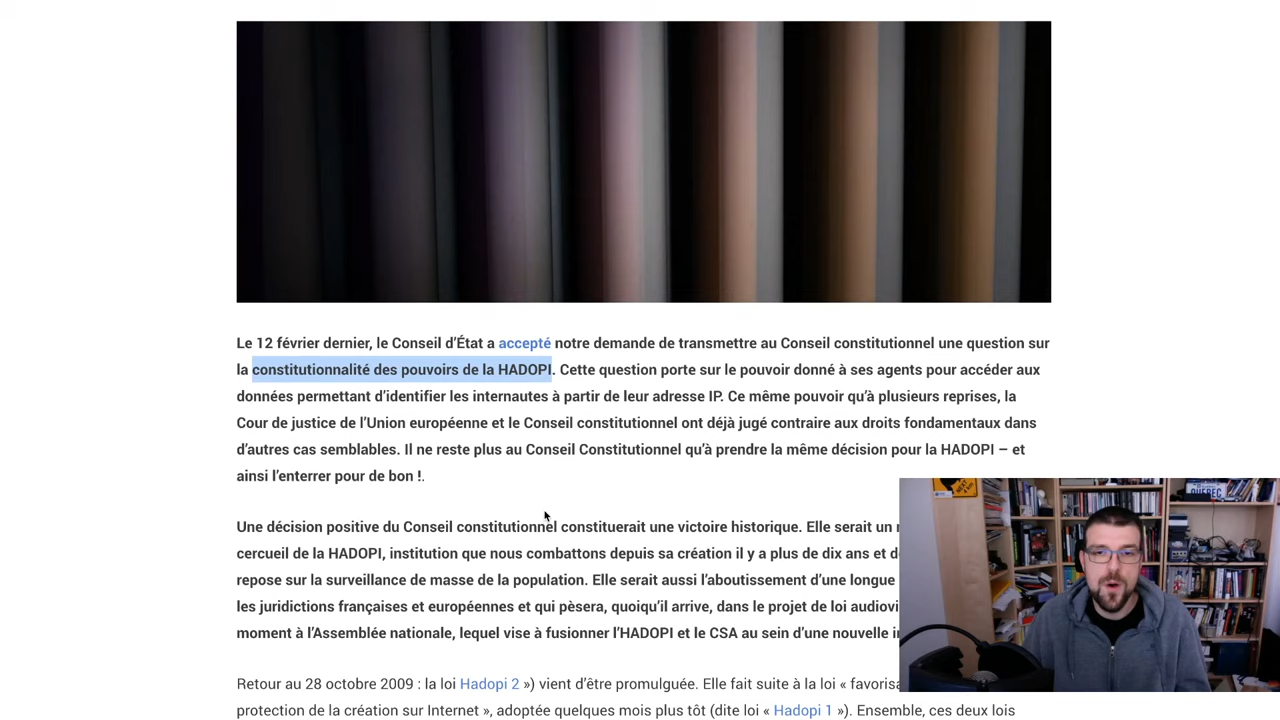 Le 12 février dernier, le Conseil d’État a accepté notre demande de transmettre au Conseil constitutionnel une question sur
la constitutionnalité des pouvoirs de la HADOPI. Cette question porte sur le pouvoir donné à ses agents pour accéder aux
données permettant d’identifier les internautes à partir de leur adresse IP. Ce même pouvoir qu’à plusieurs reprises, la
Cour de justice de l’Union européenne et le Conseil constitutionnel ont déjà jugé contraire aux droits fondamentaux dans
d’autres cas semblables. Il ne reste plus au Conseil Constitutionnel qu’à prendre la même décision pour la HADOPI – et
ainsi l’enterrer pour de bon !.
Une décision positive du Conseil constitutionnel constituerait une victoire historique. Elle serait un
cercueil de la HADOPI, institution que nous combattons depuis sa création il y a plus de dix ans et
repose sur la surveillance de masse de la population. Elle serait aussi l’aboutissement d’une longue
les juridictions françaises et européennes et qui pèsera, quoiqu’il arrive, dans le projet de loi
moment à l’Assemblée nationale, lequel vise à fusionner l’HADOPI et le CSA au sein d’une nouvelle
Retour au 28 octobre 2009 : la loi Hadopi 2 ») vient d’être promulguée. Elle fait suite à la loi «
protection de la création sur Internet », adoptée quelques mois plus tôt (dite loi « Hadopi 1 »). Ensemble, ces deux lois
QUÉBEC